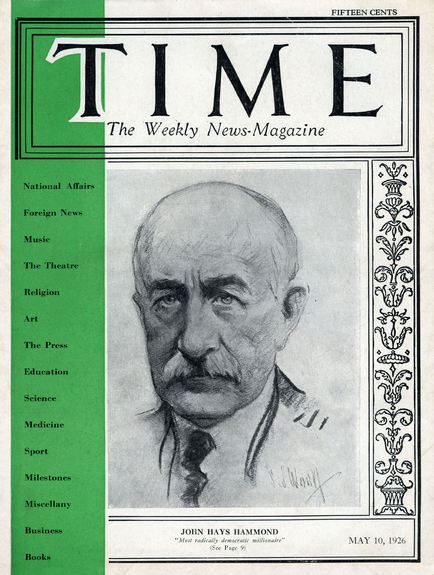 FIFTEEN CENTS
TIME
The Weekly News-Magazine
National Affairs
Foreign News
Music
The Theatre
Religion
Art
The Press
Education
Science
Medicine
Sport
Milestones
Miscellany
Business
Books
JOHN HAYS HAMMOND
"Most radically democratic millionaire"
(See Page 9)
MAY 10, 1926